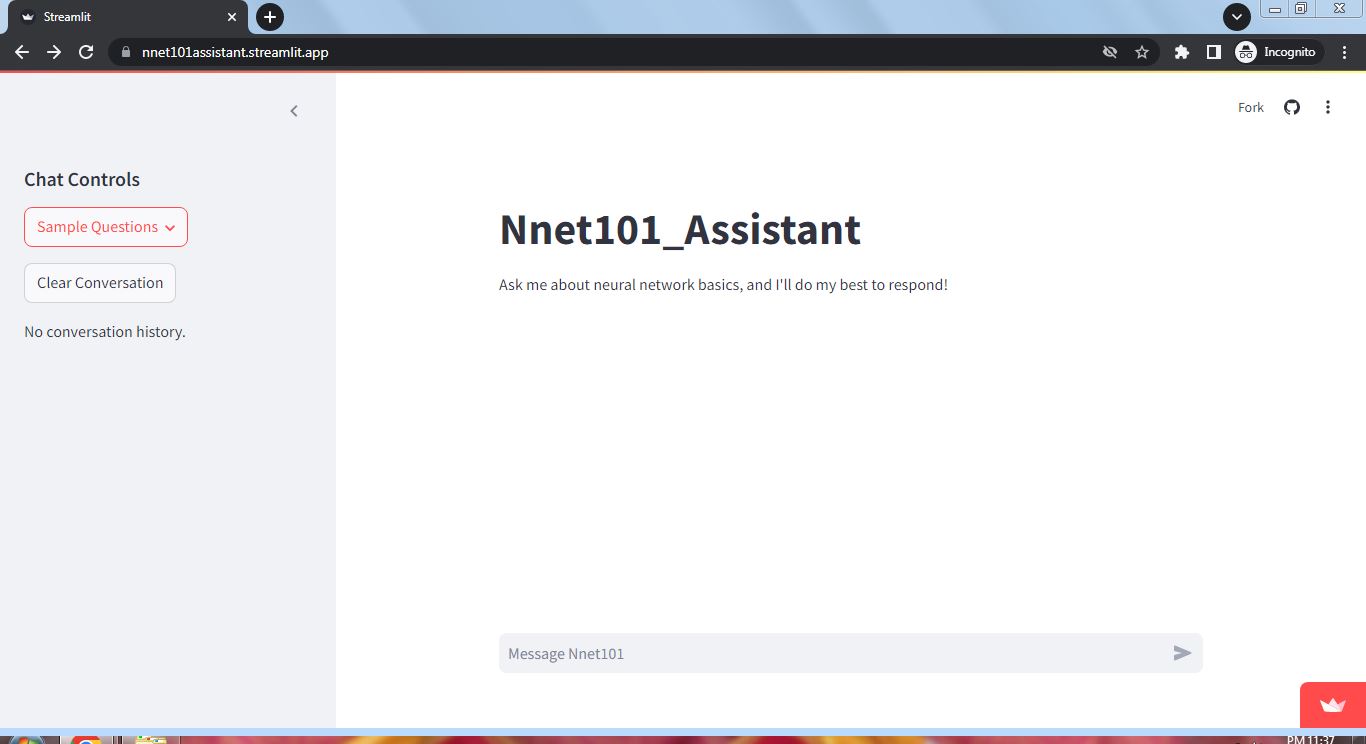 Streamlit
nnet101assistant.streamlit.app
Incognito
Fork
Chat Controls
Sample Questions
Clear Conversation
No conversation history.
Nnet101_Assistant
Ask me about neural network basics, and I'll do my best to respond!
Message Nnet101
PM 11:37